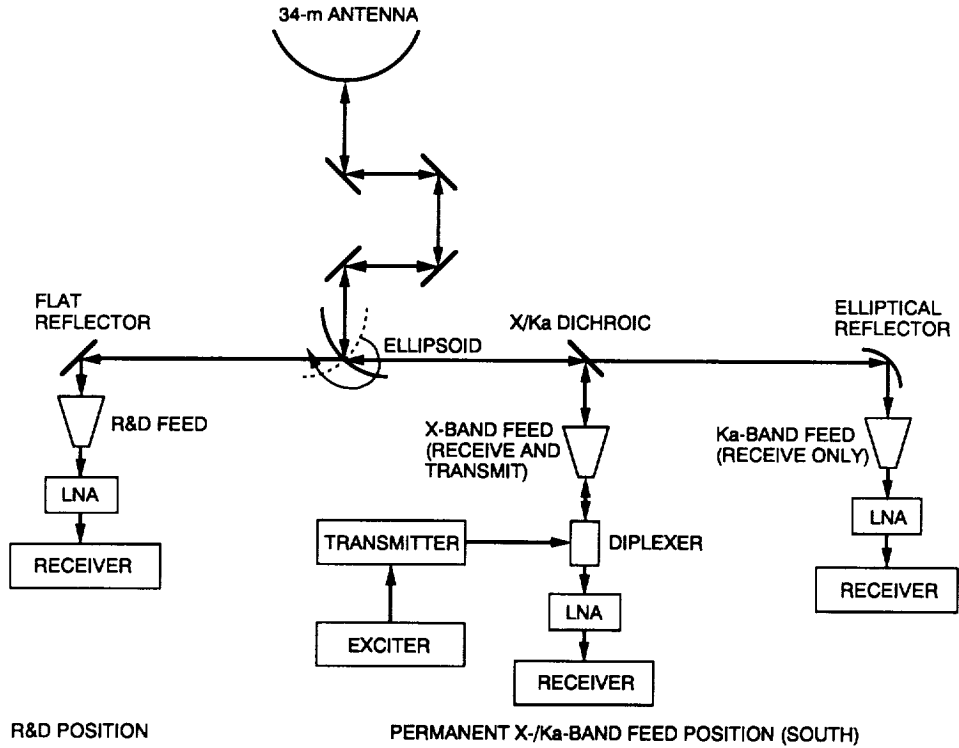 34-m ANTENNA
FLAT
REFLECTOR
ELLIPSOID
X/Ka DICHROIC
ELLIPTICAL
REFLECTOR
R&D FEED
X-BAND FEED
(RECEIVE AND
TRANSMIT)
Ka-BAND FEED
(RECEIVE ONLY)
LNA
RECEIVER
TRANSMITTER
DIPLEXER
EXCITER
LNA
RECEIVER
LNA
RECEIVER
R&D POSITION
PERMANENT X-/Ka-BAND FEED POSITION (SOUTH)